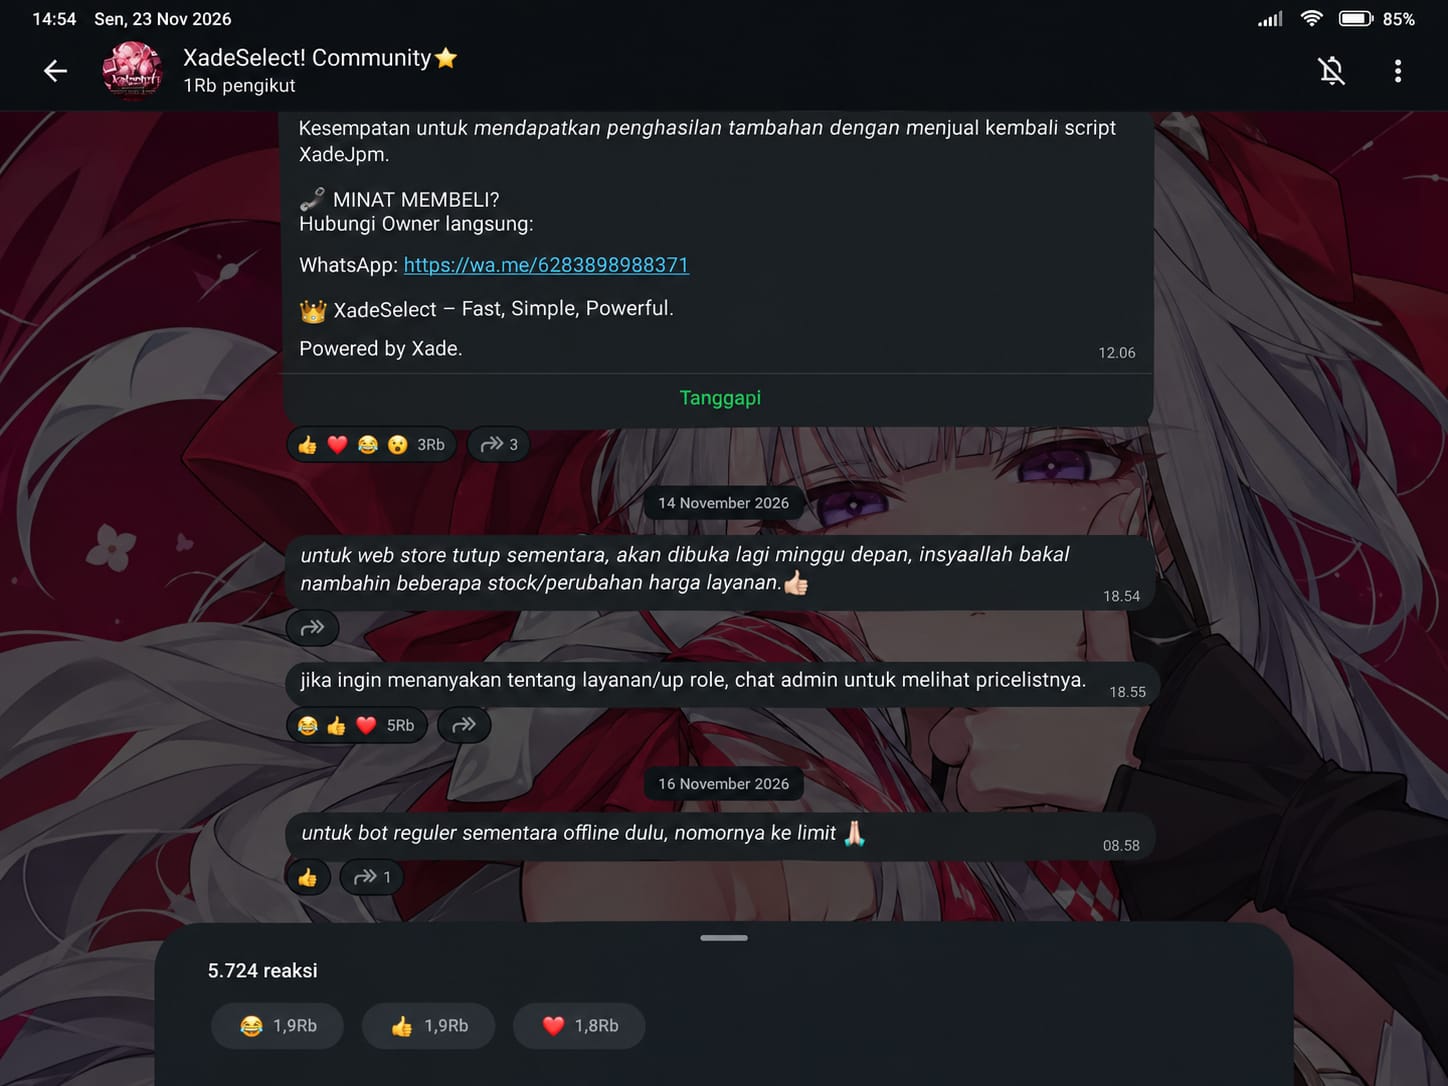 14:54 Sen, 23 Nov 2026
85%
XadeSelect! Community⭐
1Rb pengikut
Kesempatan untuk mendapatkan penghasilan tambahan dengan menjual kembali script
XadeJpm.
MINAT MEMBELI?
Hubungi Owner langsung:
WhatsApp: https://wa.me/6283898988371
👑 XadeSelect – Fast, Simple, Powerful.
Powered by Xade.
12.06
Tanggapi
👍 ❤️ 😂 😮 3Rb
3
14 November 2026
untuk web store tutup sementara, akan dibuka lagi minggu depan, insyaallah bakal
nambahin beberapa stock/perubahan harga layanan.👍🏻
18.54
jika ingin menanyakan tentang layanan/up role, chat admin untuk melihat pricelistnya.
18.55
😂 👍 ❤️ 5Rb
16 November 2026
untuk bot reguler sementara offline dulu, nomornya ke limit 🙏🏻
08.58
👍 1
5.724 reaksi
😂 1,9Rb 👍 1,9Rb ❤️ 1,8Rb